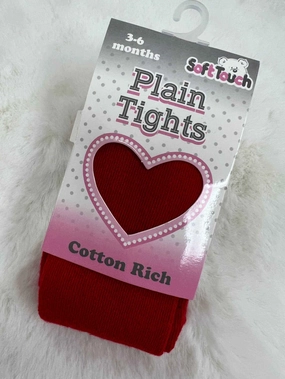 3-6
months
Soft Touch
Plain
Tights
Cotton Rich